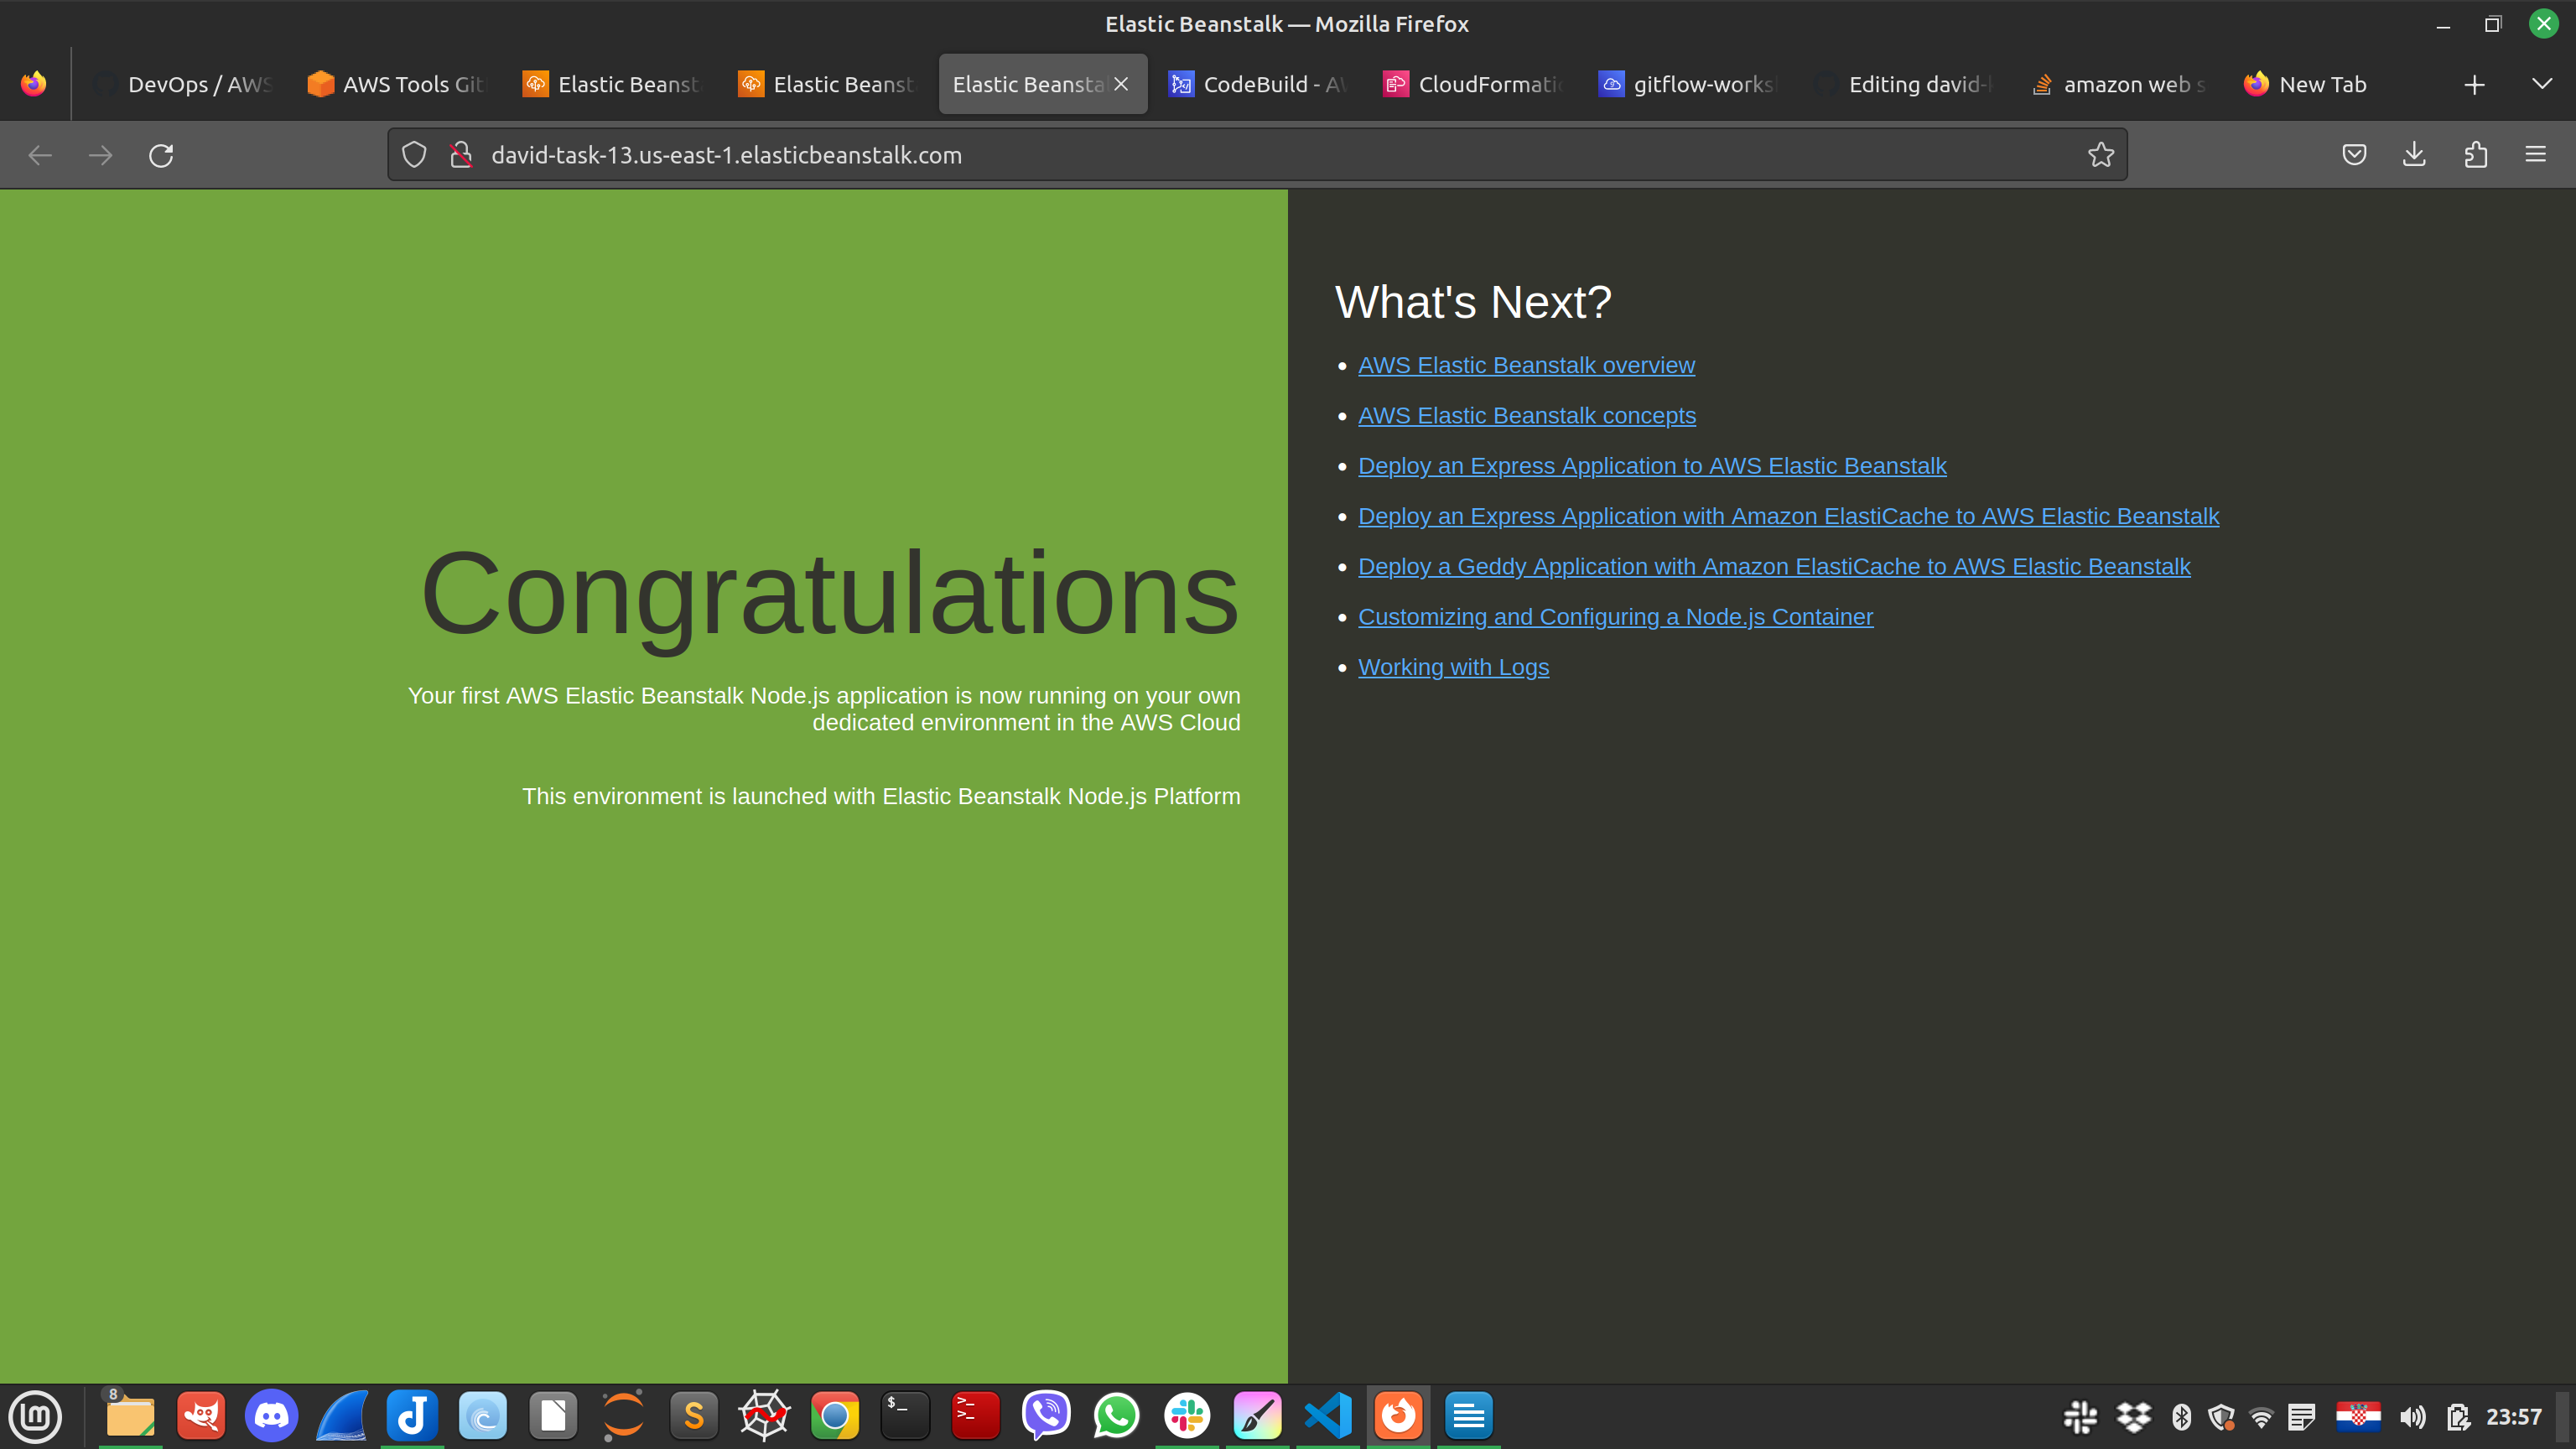 Elastic Beanstalk — Mozilla Firefox
DevOps / AWS
AWS Tools Git
Elastic Beanst
Elastic Beanst
Elastic Beanstal
CodeBuild - AW
CloudFormatio
gitflow-works
Editing david-
amazon web s
New Tab
david-task-13.us-east-1.elasticbeanstalk.com
Congratulations
Your first AWS Elastic Beanstalk Node.js application is now running on your own
dedicated environment in the AWS Cloud
This environment is launched with Elastic Beanstalk Node.js Platform
What's Next?
AWS Elastic Beanstalk overview
AWS Elastic Beanstalk concepts
Deploy an Express Application to AWS Elastic Beanstalk
Deploy an Express Application with Amazon ElastiCache to AWS Elastic Beanstalk
Deploy a Geddy Application with Amazon ElastiCache to AWS Elastic Beanstalk
Customizing and Configuring a Node.js Container
Working with Logs
8
23:57